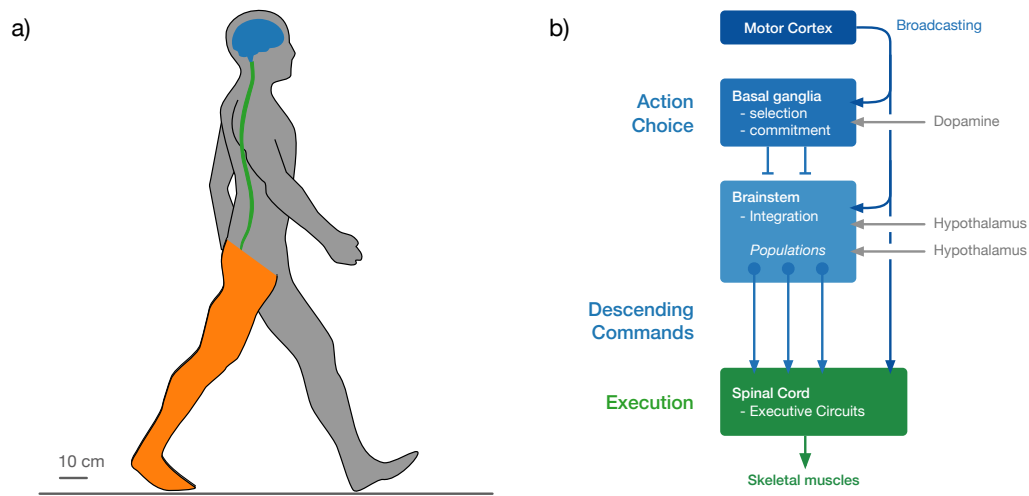 a)
10 cm
b)
Motor Cortex
Broadcasting
Action
Choice
Basal ganglia
- selection
- commitment
Dopamine
Brainstem
- Integration
Hypothalamus
Populations
Hypothalamus
Descending
Commands
Execution
Spinal Cord
- Executive Circuits
Skeletal muscles